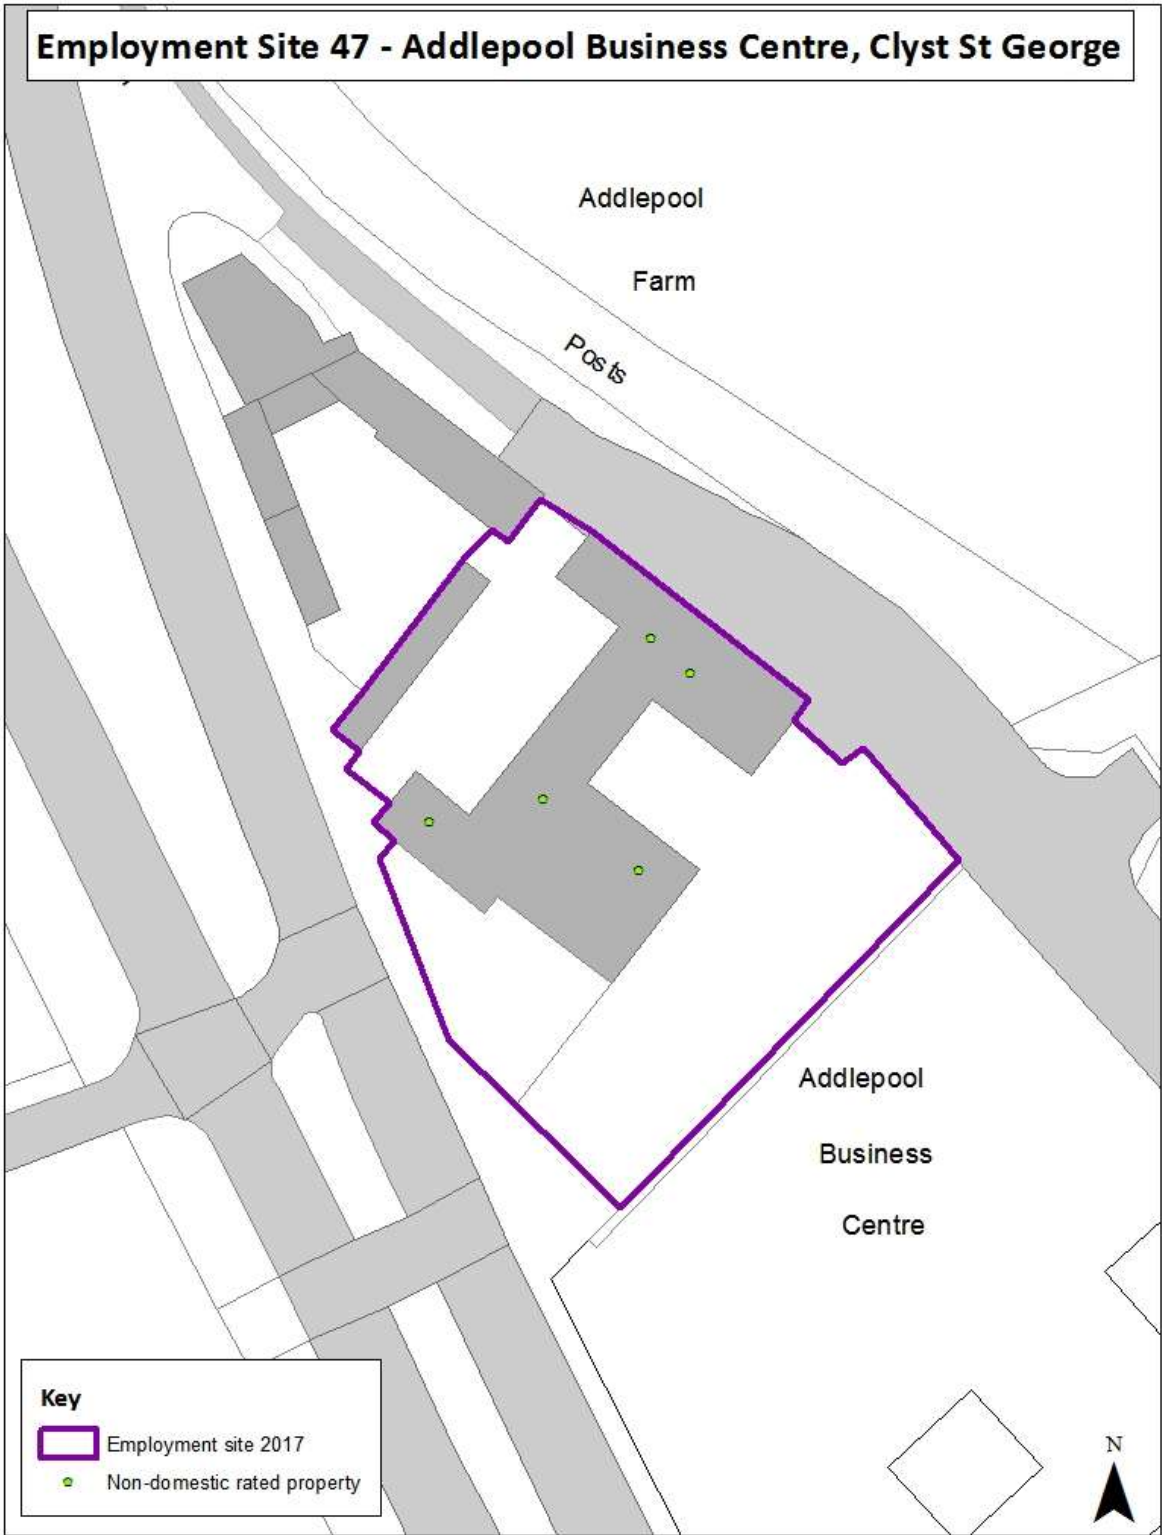 Employment Site 47 - Addlepool Business Centre, Clyst St George
Addlepool
Farm
Posts
Addlepool
Business
Centre
Key
Employment site 2017
Non-domestic rated property
N